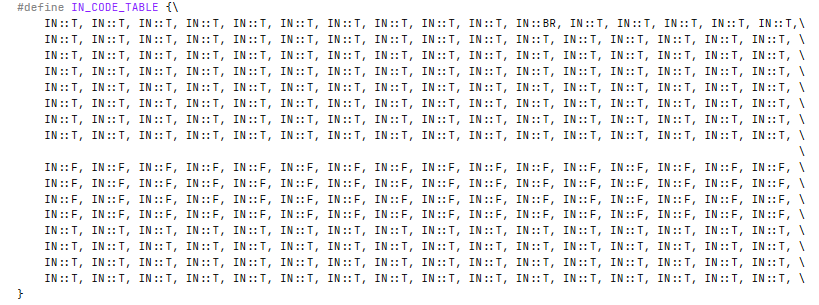 #define IN_CODE_TABLE {\
IN::T, IN::T, IN::T, IN::T, IN::T, IN::T, IN::T, IN::T, IN::T, IN::T, IN::BR, IN::T, IN::T, IN::T, IN::T, IN::T,\
IN::T, IN::T, IN::T, IN::T, IN::T, IN::T, IN::T, IN::T, IN::T, IN::T, IN::T, IN::T, IN::T, IN::T, IN::T, IN::T, \
IN::T, IN::T, IN::T, IN::T, IN::T, IN::T, IN::T, IN::T, IN::T, IN::T, IN::T, IN::T, IN::T, IN::T, IN::T, IN::T, \
IN::T, IN::T, IN::T, IN::T, IN::T, IN::T, IN::T, IN::T, IN::T, IN::T, IN::T, IN::T, IN::T, IN::T, IN::T, IN::T, \
IN::T, IN::T, IN::T, IN::T, IN::T, IN::T, IN::T, IN::T, IN::T, IN::T, IN::T, IN::T, IN::T, IN::T, IN::T, IN::T, \
IN::T, IN::T, IN::T, IN::T, IN::T, IN::T, IN::T, IN::T, IN::T, IN::T, IN::T, IN::T, IN::T, IN::T, IN::T, IN::T, \
IN::T, IN::T, IN::T, IN::T, IN::T, IN::T, IN::T, IN::T, IN::T, IN::T, IN::T, IN::T, IN::T, IN::T, IN::T, IN::T, \
IN::T, IN::T, IN::T, IN::T, IN::T, IN::T, IN::T, IN::T, IN::T, IN::T, IN::T, IN::T, IN::T, IN::T, IN::T, IN::T, \
\
IN::F, IN::F, IN::F, IN::F, IN::F, IN::F, IN::F, IN::F, IN::F, IN::F, IN::F, IN::F, IN::F, IN::F, IN::F, IN::F, \
IN::F, IN::F, IN::F, IN::F, IN::F, IN::F, IN::F, IN::F, IN::F, IN::F, IN::F, IN::F, IN::F, IN::F, IN::F, IN::F, \
IN::F, IN::F, IN::F, IN::F, IN::F, IN::F, IN::F, IN::F, IN::F, IN::F, IN::F, IN::F, IN::F, IN::F, IN::F, IN::F, \
IN::F, IN::F, IN::F, IN::F, IN::F, IN::F, IN::F, IN::F, IN::F, IN::F, IN::F, IN::F, IN::F, IN::F, IN::F, IN::F, \
IN::T, IN::T, IN::T, IN::T, IN::T, IN::T, IN::T, IN::T, IN::T, IN::T, IN::T, IN::T, IN::T, IN::T, IN::T, IN::T, \
IN::T, IN::T, IN::T, IN::T, IN::T, IN::T, IN::T, IN::T, IN::T, IN::T, IN::T, IN::T, IN::T, IN::T, IN::T, IN::T, \
IN::T, IN::T, IN::T, IN::T, IN::T, IN::T, IN::T, IN::T, IN::T, IN::T, IN::T, IN::T, IN::T, IN::T, IN::T, IN::T, \
IN::T, IN::T, IN::T, IN::T, IN::T, IN::T, IN::T, IN::T, IN::T, IN::T, IN::T, IN::T, IN::T, IN::T, IN::T, IN::T, \
}